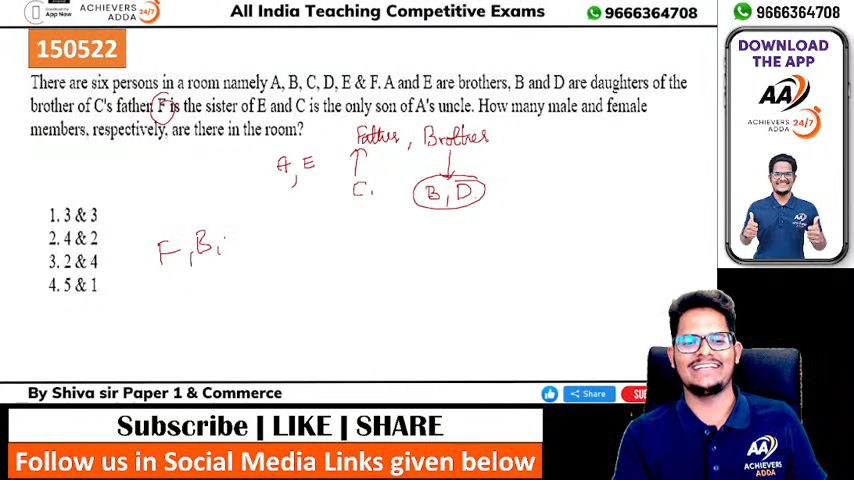 App Now
ACHIEVERS
ADDA
24/7
All India Teaching Competitive Exams
9666364708
9666364708
150522
There are six persons in a room namely A, B, C, D, E & F. A and E are brothers, B and D are daughters of the
brother of C's father. F is the sister of E and C is the only son of A's uncle. How many male and female
members, respectively, are there in the room?
Father, Brothers
A, E
C.
B, D
1. 3 & 3
2. 4 & 2
3. 2 & 4
4. 5 & 1
F, B,
DOWNLOAD
THE APP
AA
ACHIEVERS
ADDA
24/7
AA
AA
ACHIEVERS
ADDA
By Shiva sir Paper 1 & Commerce
Share
Subscribe | LIKE | SHARE
Follow us in Social Media Links given below